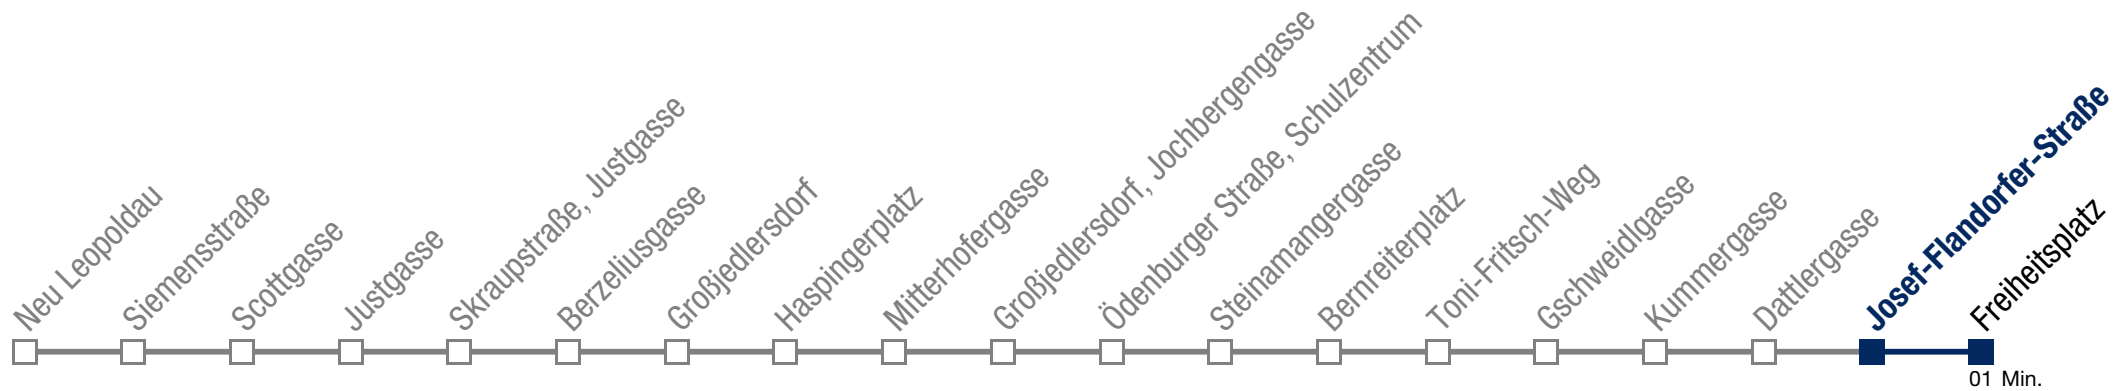 Neu Leopoldau
Siemensstraße
Scottgasse
Justgasse
Skraupstraße, Justgasse
Berzeliusgasse
Großjedlersdorf
Haspingerplatz
Mitterhofergasse
Großjedlersdorf, Jochbergengasse
Ödenburger Straße, Schulzentrum
Steinamangergasse
Bernreiterplatz
Toni-Fritsch-Weg
Gschweidlgasse
Kummergasse
Dattlergasse
Josef-Flandorfer-Straße
Freiheitsplatz
01 Min.